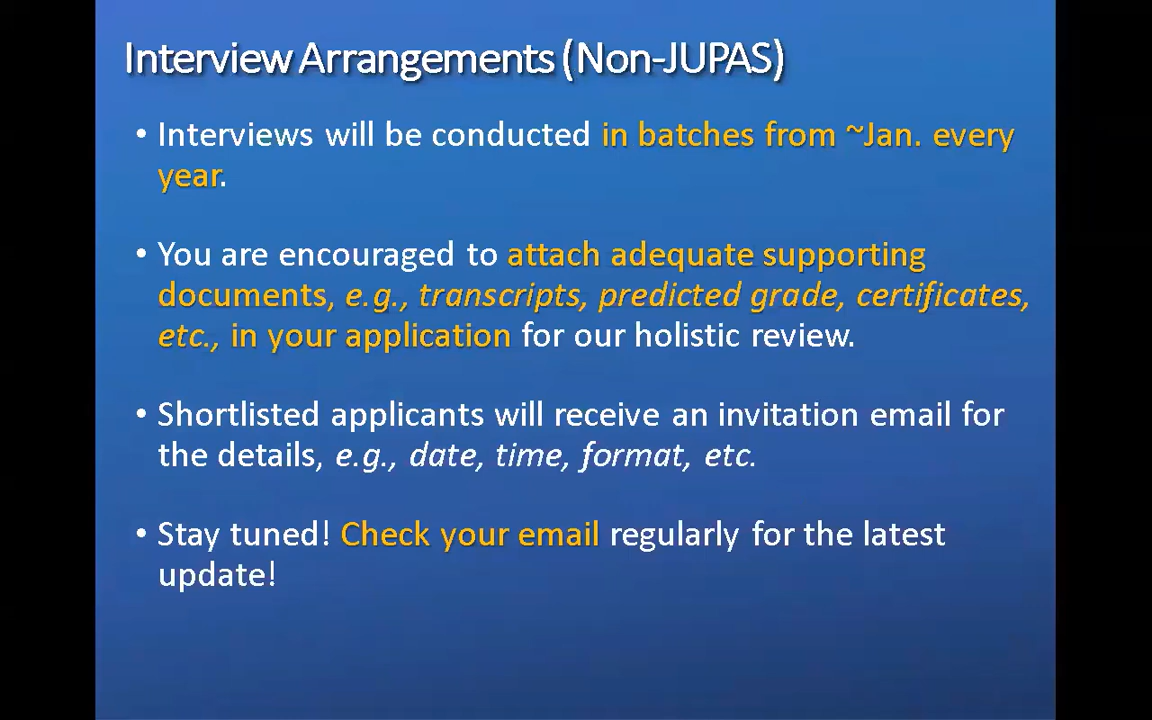 Interview Arrangements (Non-JUPAS)
• Interviews will be conducted in batches from ~Jan. every
year.
• You are encouraged to attach adequate supporting
documents, e.g., transcripts, predicted grade, certificates,
etc., in your application for our holistic review.
• Shortlisted applicants will receive an invitation email for
the details, e.g., date, time, format, etc.
• Stay tuned! Check your email regularly for the latest
update!